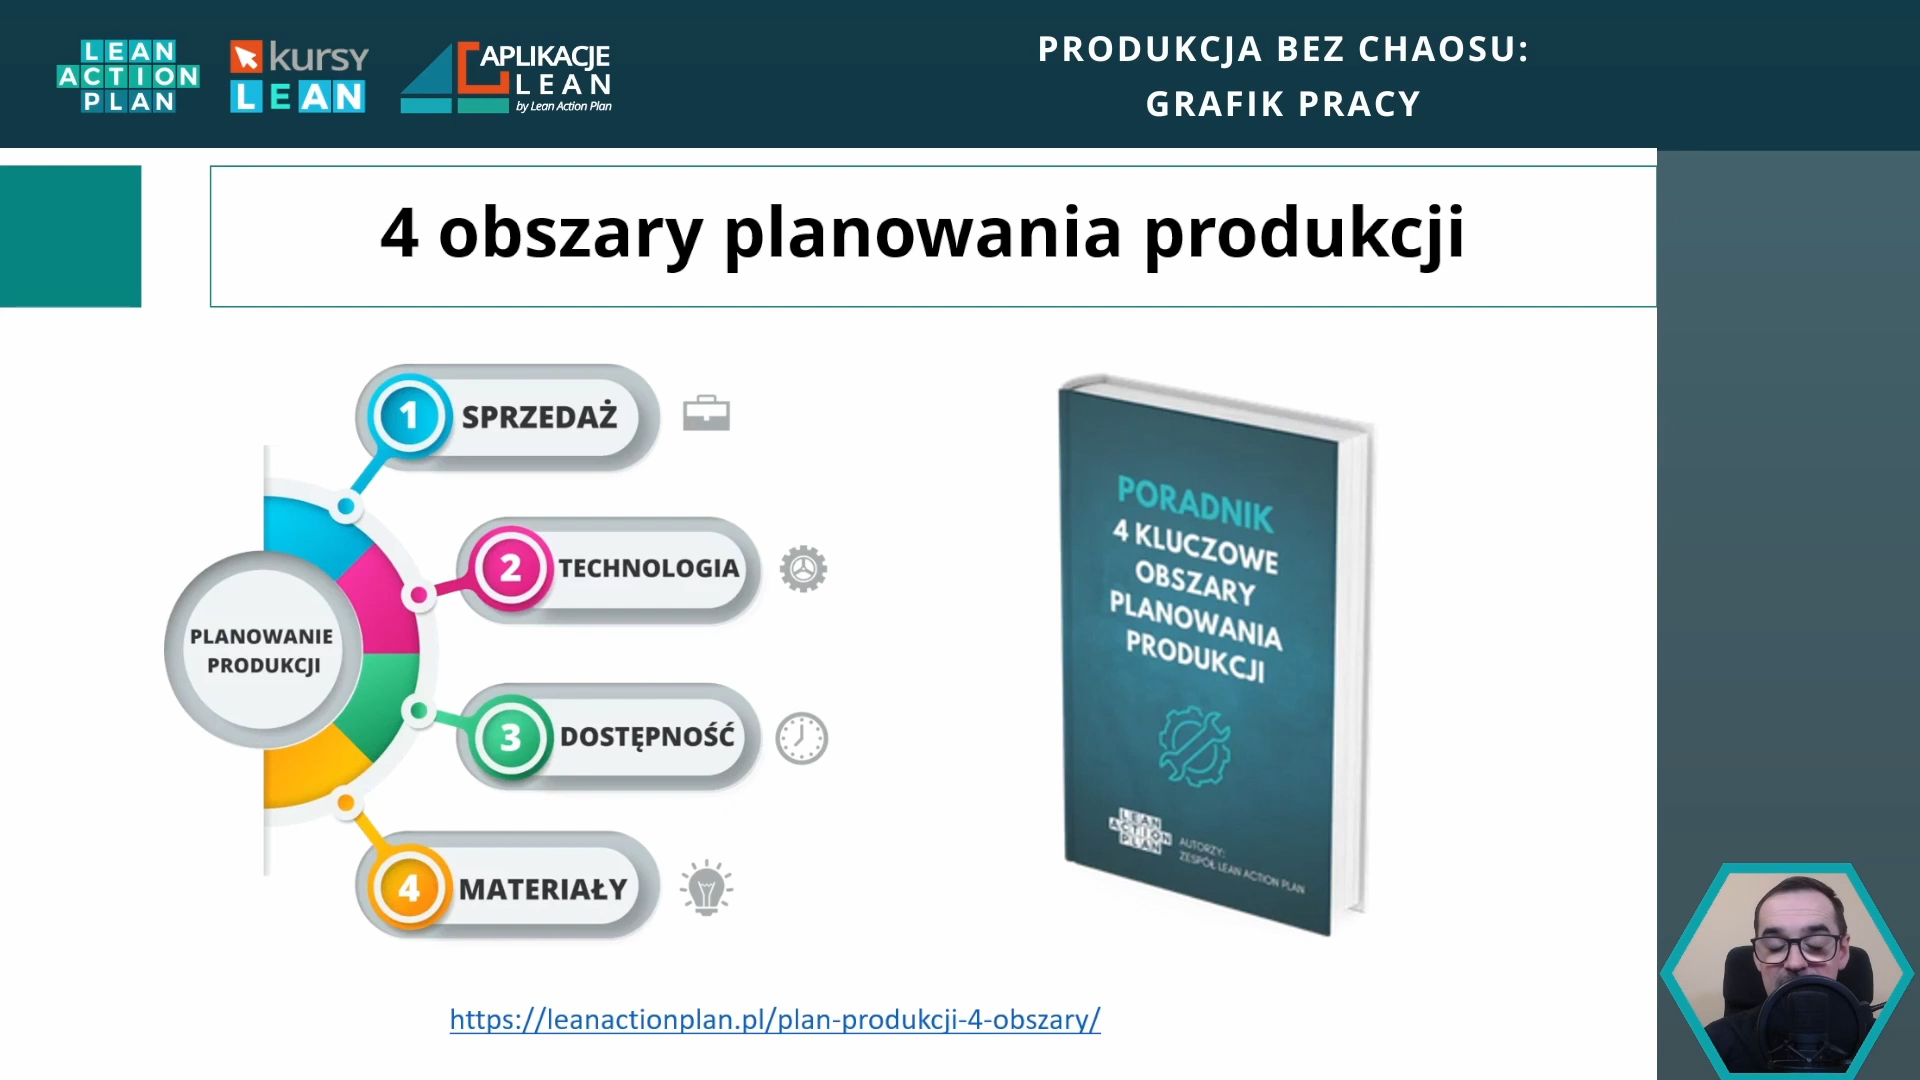 LEAN
ACTION
PLAN
kursy
LEAN
APLIKACJE
LEAN
by Lean Action Plan
PRODUKCJA BEZ CHAOSU:
GRAFIK PRACY
4 obszary planowania produkcji
1 SPRZEDAŻ
2 TECHNOLOGIA
PLANOWANIE
PRODUKCJI
3 DOSTĘPNOŚĆ
4 MATERIAŁY
PORADNIK
4 KLUCZOWE
OBSZARY
PLANOWANIA
PRODUKCJI
LEAN
ACTION
PLAN
AUTORZY:
ZESPÓŁ LEAN ACTION PLAN
https://leanactionplan.pl/plan-produkcji-4-obszary/